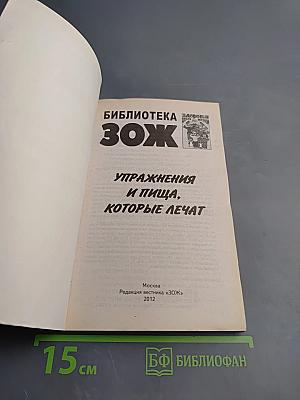 БИБЛИОТЕКА
ЗОЖ
УПРАЖНЕНИЯ
И ПИЩА,
КОТОРЫЕ ЛЕЧАТ
Москва
Редакция вестника «ЗОЖ»
2012
15 см
БФ БИБЛИОФАН